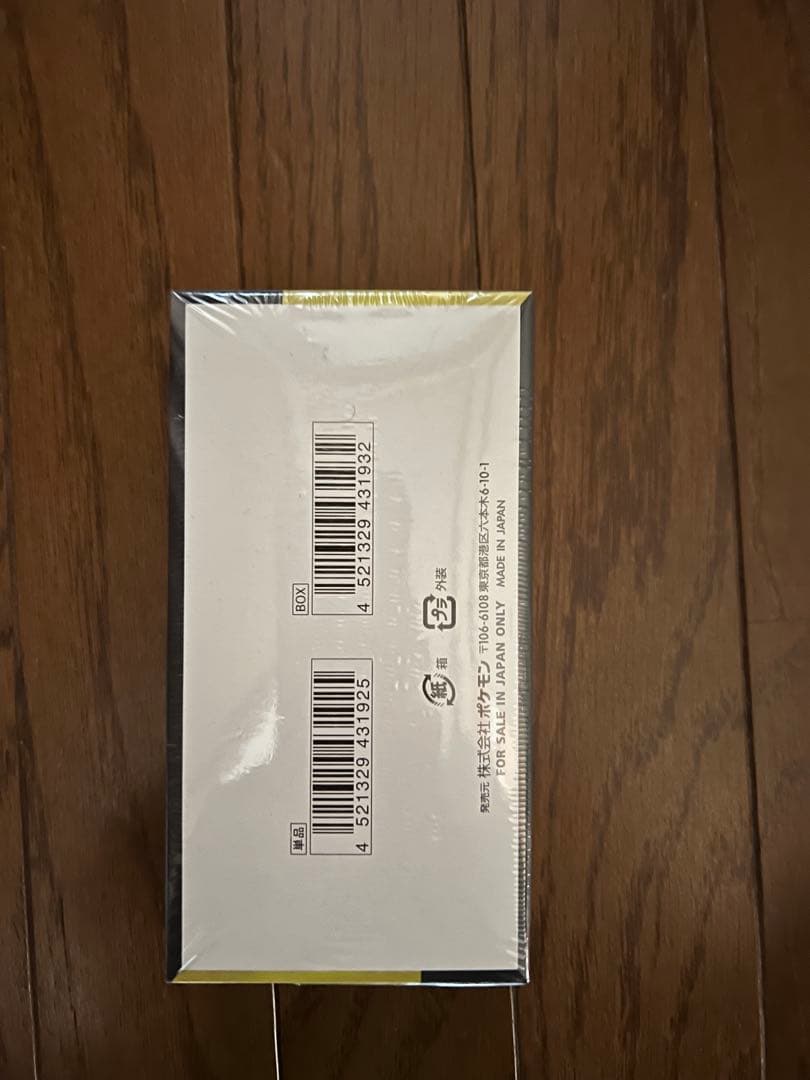 単品
4 521329 431925
BOX
4 521329 431932
紙 箱
プラ 外装
発売元 株式会社 ポケモン 〒106-6108 東京都港区六本木6-10-1
FOR SALE IN JAPAN ONLY MADE IN JAPAN